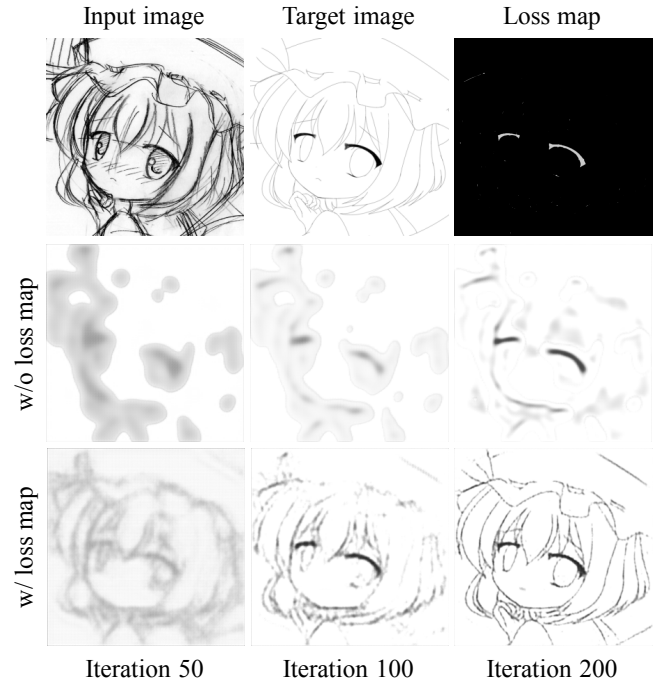 Input image
Target image
Loss map
w/o loss map
w/ loss map
Iteration 50
Iteration 100
Iteration 200